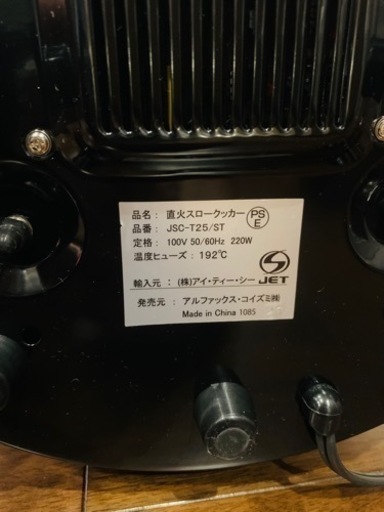 品名： 直火スロークッカー
PS
E
品番： JSC-T25/ST
定格： 100V 50/60Hz 220W
温度ヒューズ： 192℃
輸入元 ： (株)アイ・ティー・シー
JET
発売元 ： アルファックス・コイズミ㈱
Made in China 1085